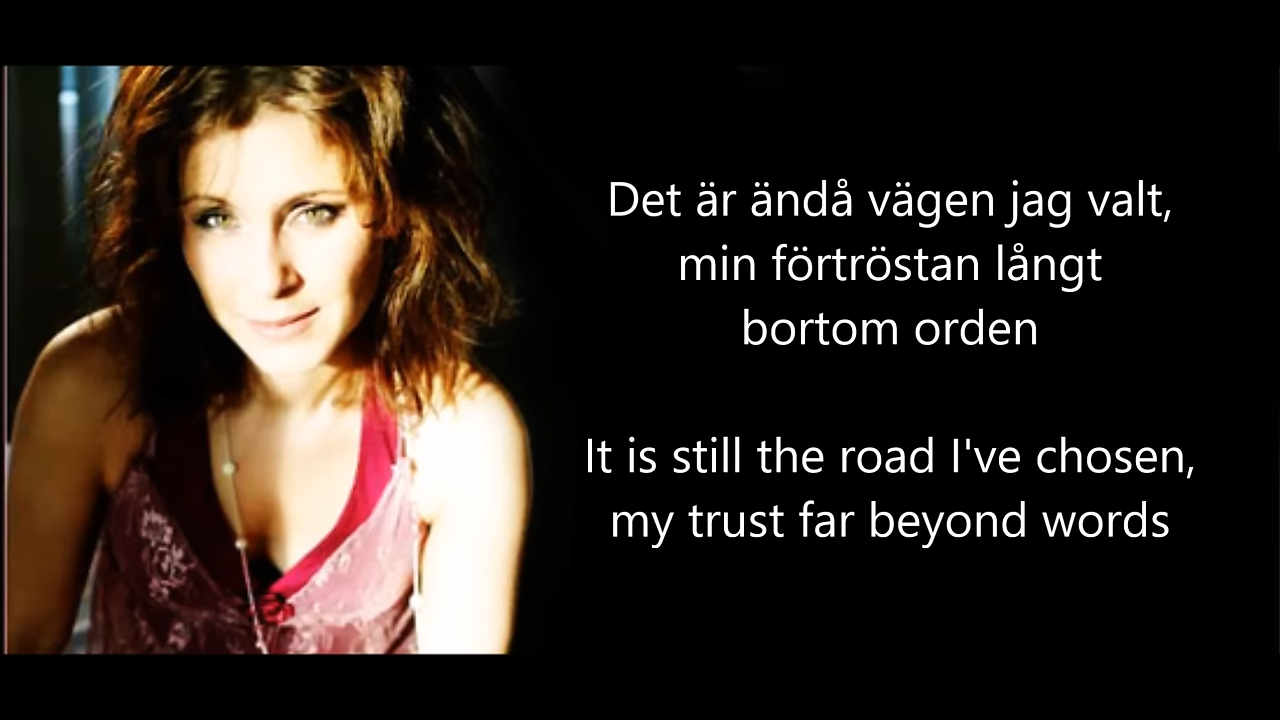 Det är ändå vägen jag valt,
min förtröstan långt
bortom orden
It is still the road I've chosen,
my trust far beyond words